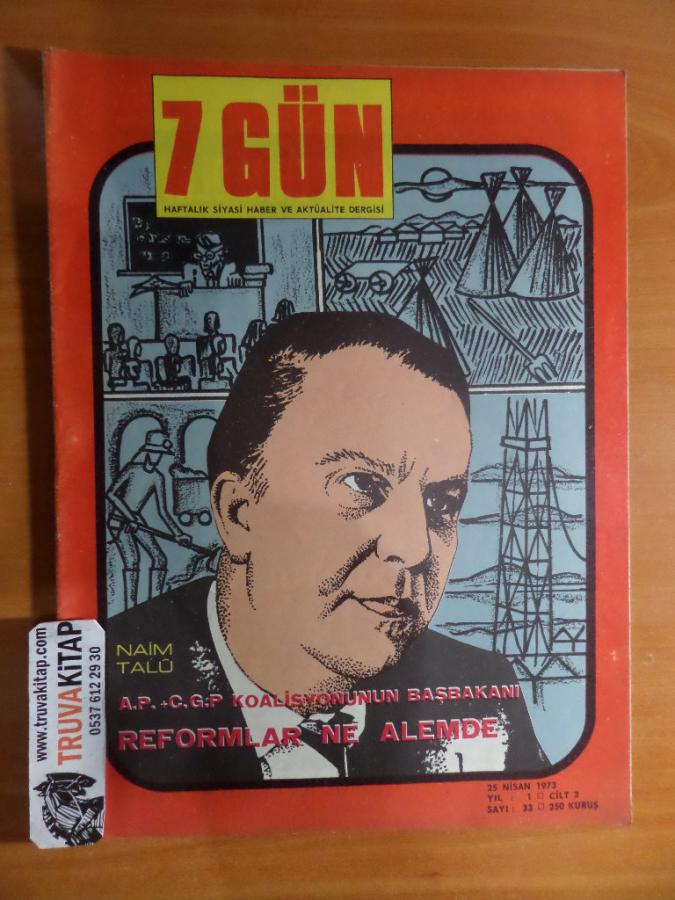 7 GÜN
HAFTALIK SİYASİ HABER VE AKTÜALİTE DERGİSİ
NAİM
TALÛ
A.P. +C.G.P KOALİSYONUNUN BAŞBAKANI
REFORMLAR NE ALEMDE
25 NİSAN 1973
YIL : 1 □ CİLT 2
SAYI : 33 □ 250 KURUŞ
www.truvakitap.com
TRUVAKİTAP
0537 612 29 30